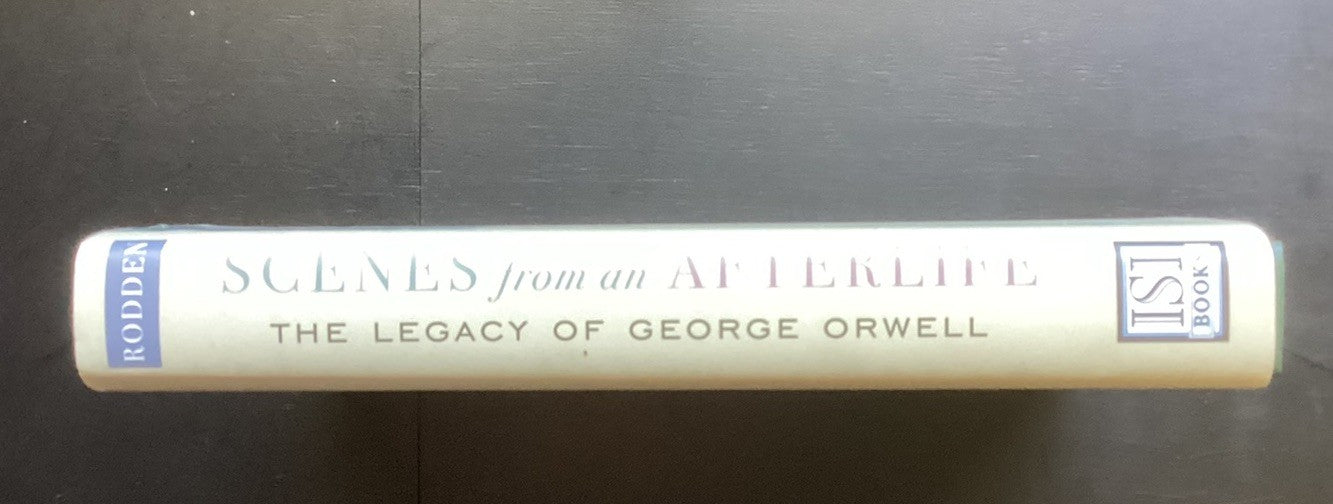 RODDEN
SCENES from an AFTERLIFE
THE LEGACY OF GEORGE ORWELL
ISI
BOOKS